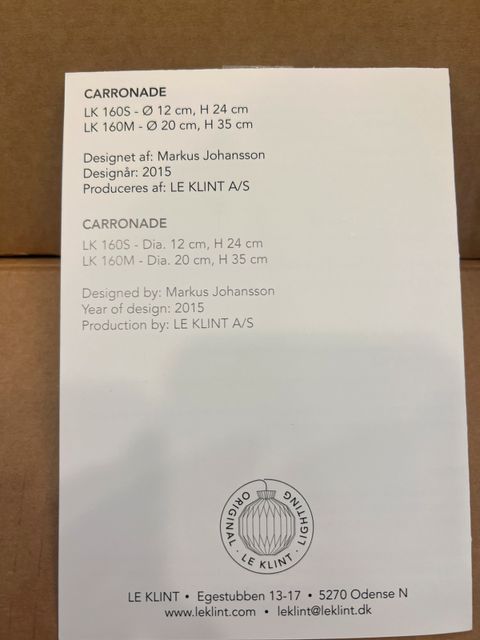 CARRONADE
LK 160S - Ø 12 cm, H 24 cm
LK 160M - Ø 20 cm, H 35 cm
Designet af: Markus Johansson
Designår: 2015
Produceres af: LE KLINT A/S
CARRONADE
LK 160S - Dia. 12 cm, H 24 cm
LK 160M - Dia. 20 cm, H 35 cm
Designed by: Markus Johansson
Year of design: 2015
Production by: LE KLINT A/S
ORIGINAL · LE KLINT · LIGHTING
LE KLINT • Egestubben 13-17 • 5270 Odense N
www.leklint.com • leklint@leklint.dk